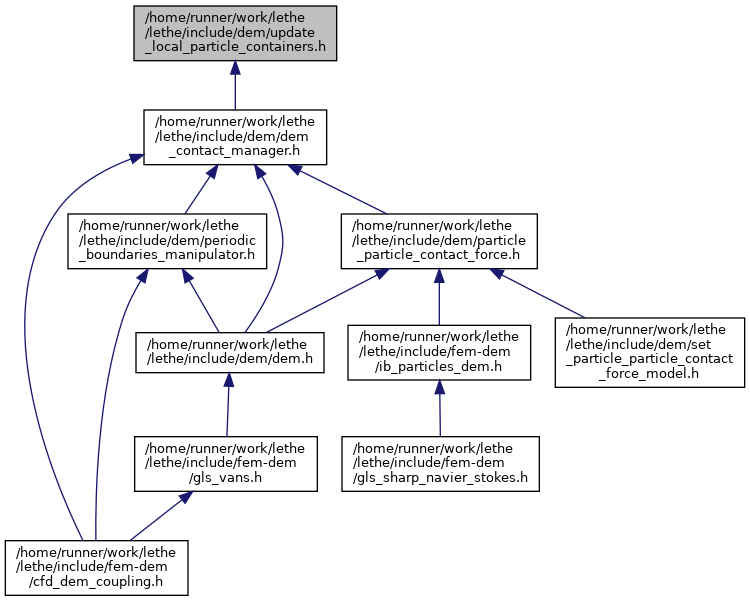 /home/runner/work/lethe
/lethe/include/dem/update
_local_particle_containers.h
/home/runner/work/lethe
/lethe/include/dem/dem
_contact_manager.h
/home/runner/work/lethe
/lethe/include/dem/periodic
_boundaries_manipulator.h
/home/runner/work/lethe
/lethe/include/dem/particle
_particle_contact_force.h
/home/runner/work/lethe
/lethe/include/dem/dem.h
/home/runner/work/lethe
/lethe/include/fem-dem
/ib_particles_dem.h
/home/runner/work/lethe
/lethe/include/dem/set
_particle_particle_contact
_force_model.h
/home/runner/work/lethe
/lethe/include/fem-dem
/gls_vans.h
/home/runner/work/lethe
/lethe/include/fem-dem
/gls_sharp_navier_stokes.h
/home/runner/work/lethe
/lethe/include/fem-dem
/cfd_dem_coupling.h